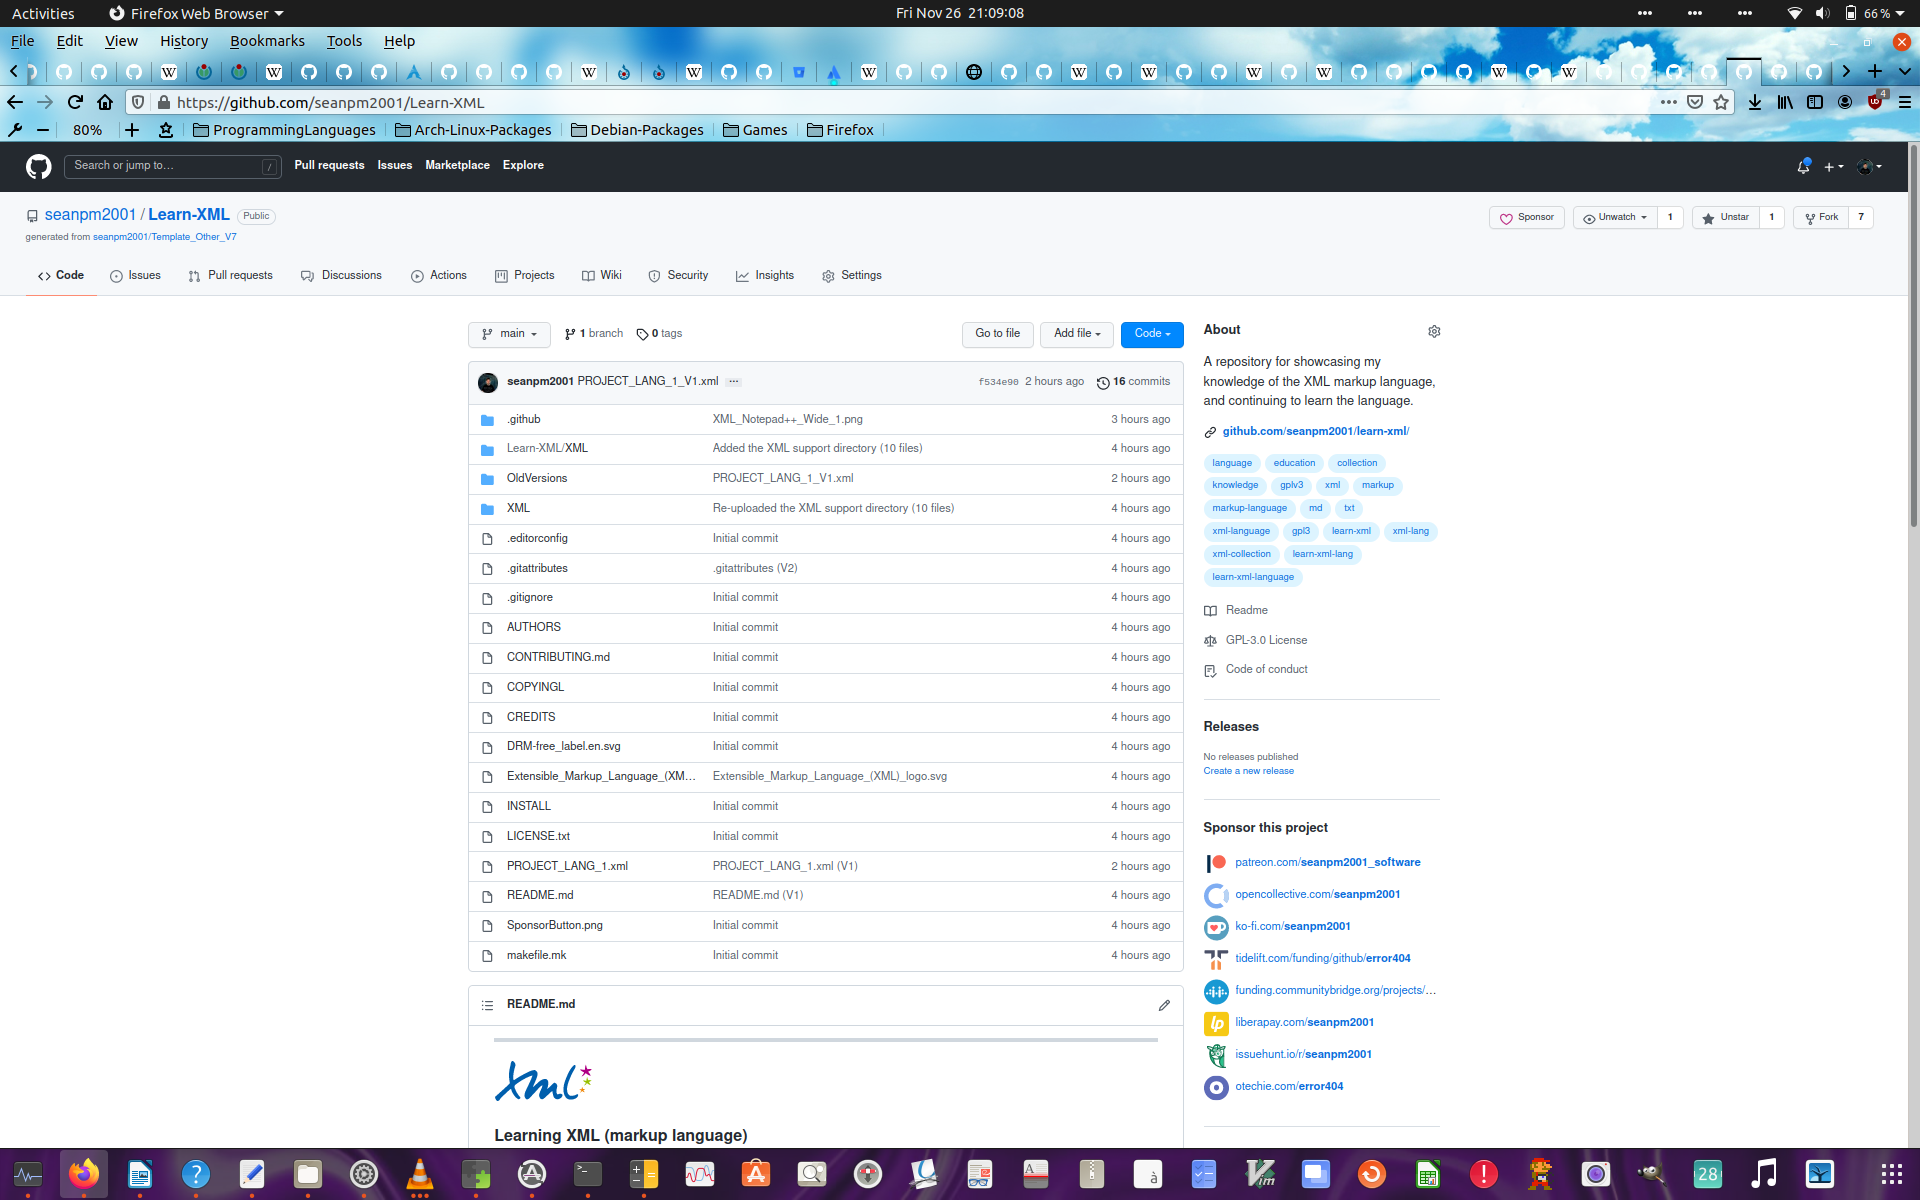 Activities Firefox Web Browser Fri Nov 26 21:09:08 66 %
File Edit View History Bookmarks Tools Help
https://github.com/seanpm2001/Learn-XML 4
80% ProgrammingLanguages Arch-Linux-Packages Debian-Packages Games Firefox
Search or jump to… / Pull requests Issues Marketplace Explore
seanpm2001 / Learn-XML Public Sponsor Unwatch 1 Unstar 1 Fork 7
generated from seanpm2001/Template_Other_V7
Code Issues Pull requests Discussions Actions Projects Wiki Security Insights Settings
main 1 branch 0 tags Go to file Add file Code
seanpm2001 PROJECT_LANG_1_V1.xml ··· f534e90 2 hours ago 16 commits
.github XML_Notepad++_Wide_1.png 3 hours ago
Learn-XML/XML Added the XML support directory (10 files) 4 hours ago
OldVersions PROJECT_LANG_1_V1.xml 2 hours ago
XML Re-uploaded the XML support directory (10 files) 4 hours ago
.editorconfig Initial commit 4 hours ago
.gitattributes .gitattributes (V2) 4 hours ago
.gitignore Initial commit 4 hours ago
AUTHORS Initial commit 4 hours ago
CONTRIBUTING.md Initial commit 4 hours ago
COPYINGL Initial commit 4 hours ago
CREDITS Initial commit 4 hours ago
DRM-free_label.en.svg Initial commit 4 hours ago
Extensible_Markup_Language_(XM… Extensible_Markup_Language_(XML)_logo.svg 4 hours ago
INSTALL Initial commit 4 hours ago
LICENSE.txt Initial commit 4 hours ago
PROJECT_LANG_1.xml PROJECT_LANG_1.xml (V1) 2 hours ago
README.md README.md (V1) 4 hours ago
SponsorButton.png Initial commit 4 hours ago
makefile.mk Initial commit 4 hours ago
README.md
xml
Learning XML (markup language)
About
A repository for showcasing my
knowledge of the XML markup language,
and continuing to learn the language.
github.com/seanpm2001/learn-xml/
language education collection
knowledge gplv3 xml markup
markup-language md txt
xml-language gpl3 learn-xml xml-lang
xml-collection learn-xml-lang
learn-xml-language
Readme
GPL-3.0 License
Code of conduct
Releases
No releases published
Create a new release
Sponsor this project
patreon.com/seanpm2001_software
opencollective.com/seanpm2001
ko-fi.com/seanpm2001
tidelift.com/funding/github/error404
funding.communitybridge.org/projects/…
liberapay.com/seanpm2001
issuehunt.io/r/seanpm2001
otechie.com/error404
28